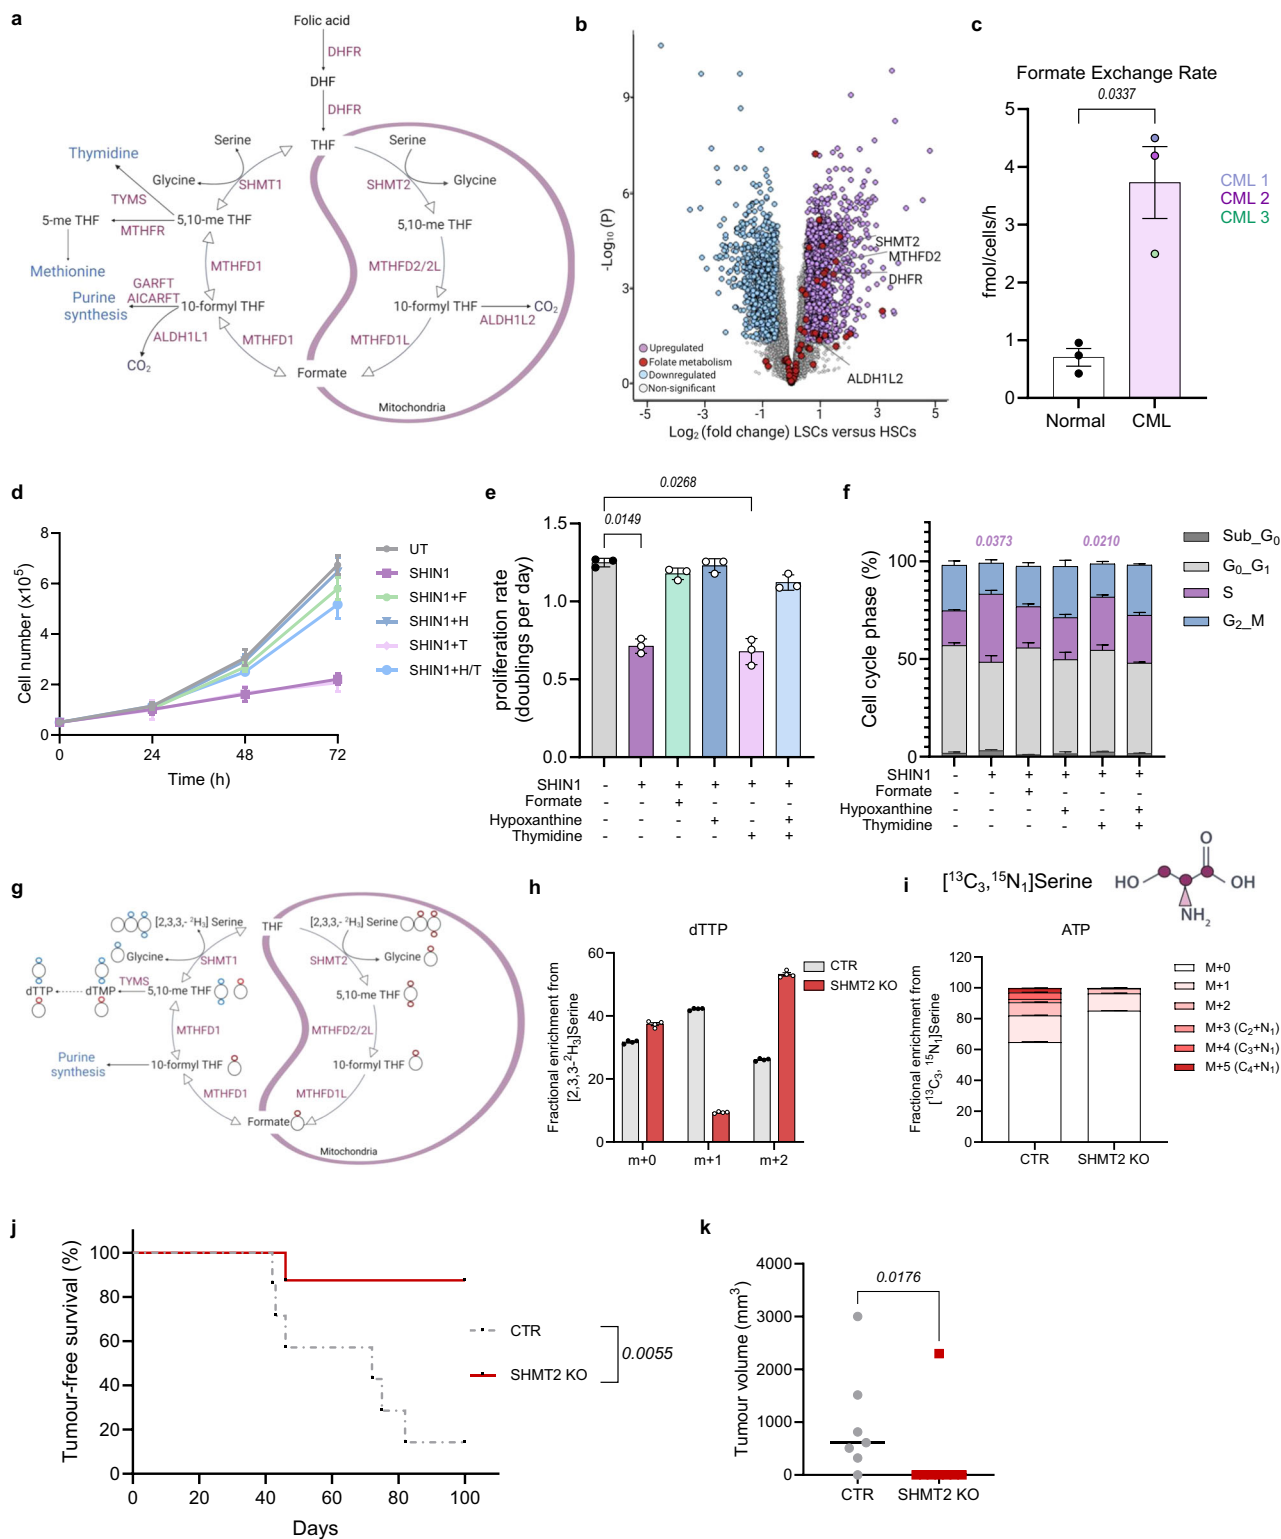 a
Folic acid
DHFR
DHF
DHFR
THF
Serine
Serine
Thymidine
Glycine
SHMT1
SHMT2
Glycine
TYMS
5-me THF
5,10-me THF
5,10-me THF
MTHFR
Methionine
MTHFD1
MTHFD2/2L
GARFT
AICARFT
Purine
synthesis
10-formyl THF
10-formyl THF
CO₂
ALDH1L2
ALDH1L1
MTHFD1
MTHFD1L
CO₂
Formate
Mitochondria
b
-Log₁₀ (P)
9
6
3
0
SHMT2
MTHFD2
DHFR
ALDH1L2
Upregulated
Folate metabolism
Downregulated
Non-significant
-5
-3
-1
1
3
5
Log₂ (fold change) LSCs versus HSCs
c
Formate Exchange Rate
0.0337
fmol/cells/h
5
4
3
2
1
0
Normal
CML
CML 1
CML 2
CML 3
d
Cell number (x10⁵)
8
6
4
2
0
0
24
48
72
Time (h)
UT
SHIN1
SHIN1+F
SHIN1+H
SHIN1+T
SHIN1+H/T
e
0.0268
0.0149
proliferation rate
(doublings per day)
1.5
1.0
0.5
0.0
SHIN1 - + + + + +
Formate - - + - - -
Hypoxanthine - - - + - +
Thymidine - - - - + +
f
0.0373
0.0210
Cell cycle phase (%)
100
50
0
SHIN1 - + + + + +
Formate - - + - - -
Hypoxanthine - - - + - +
Thymidine - - - - + +
Sub_G₀
G₀_G₁
S
G₂_M
g
[2,3,3,-²H₃] Serine
THF
[2,3,3,-²H₃] Serine
Glycine
SHMT1
SHMT2
Glycine
TYMS
dTTP
dTMP
5,10-me THF
5,10-me THF
MTHFD1
MTHFD2/2L
Purine
synthesis
10-formyl THF
10-formyl THF
MTHFD1
MTHFD1L
Formate
Mitochondria
h
dTTP
Fractional enrichment from
[2,3,3-²H₃]Serine
60
40
20
0
m+0
m+1
m+2
CTR
SHMT2 KO
i
[¹³C₃,¹⁵N₁]Serine
HO
O
OH
NH₂
ATP
Fractional enrichment from
[¹³C₃, ¹⁵N₁]Serine
120
100
80
60
40
20
0
CTR
SHMT2 KO
M+0
M+1
M+2
M+3 (C₂+N₁)
M+4 (C₃+N₁)
M+5 (C₄+N₁)
j
Tumour-free survival (%)
100
80
60
40
20
0
0
20
40
60
80
100
Days
CTR
SHMT2 KO
0.0055
k
0.0176
Tumour volume (mm³)
4000
3000
2000
1000
0
CTR
SHMT2 KO